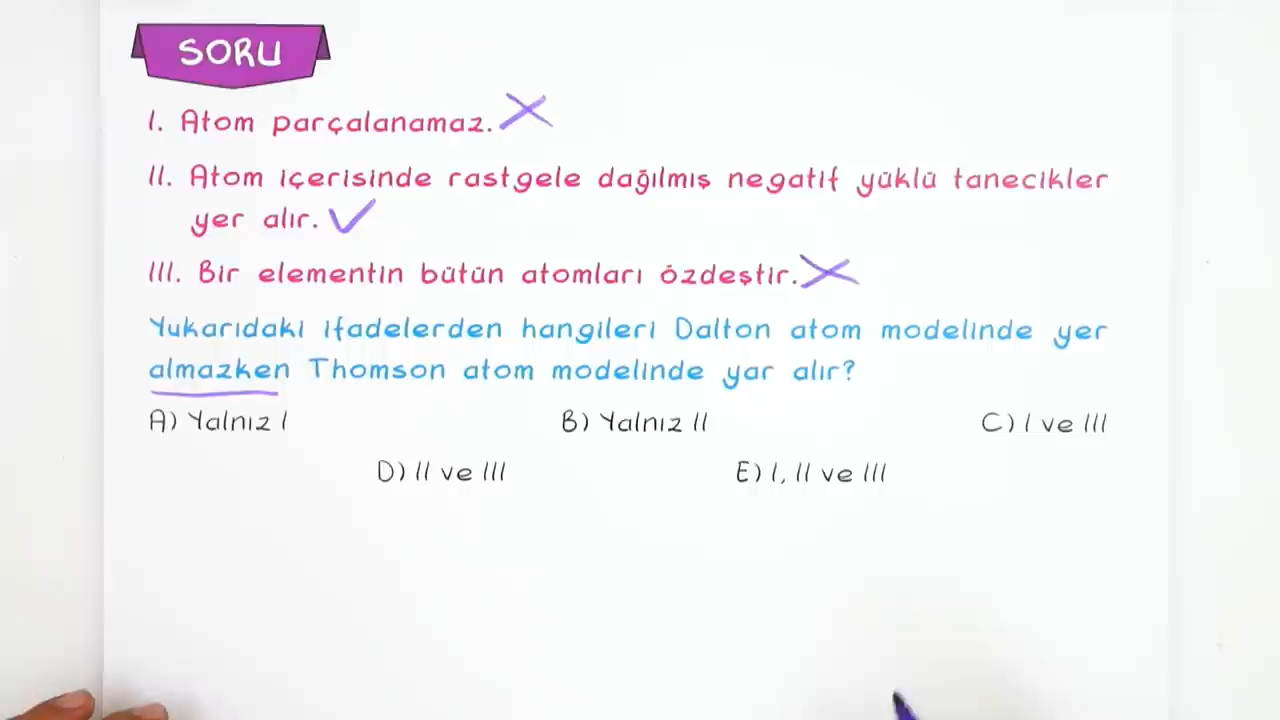 SORU
I. Atom parçalanamaz.
II. Atom içerisinde rastgele dağılmış negatif yüklü tanecikler
yer alır.
III. Bir elementin bütün atomları özdeştir.
Yukarıdaki ifadelerden hangileri Dalton atom modelinde yer
almazken Thomson atom modelinde yar alır?
A) Yalnız I B) Yalnız II C) I ve III
D) II ve III E) I, II ve III